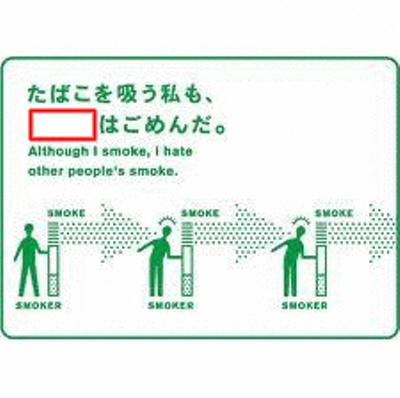 たばこを吸う私も、
はごめんだ。
Although I smoke, I hate
other people's smoke.
SMOKE SMOKE SMOKE
SMOKER SMOKER SMOKER